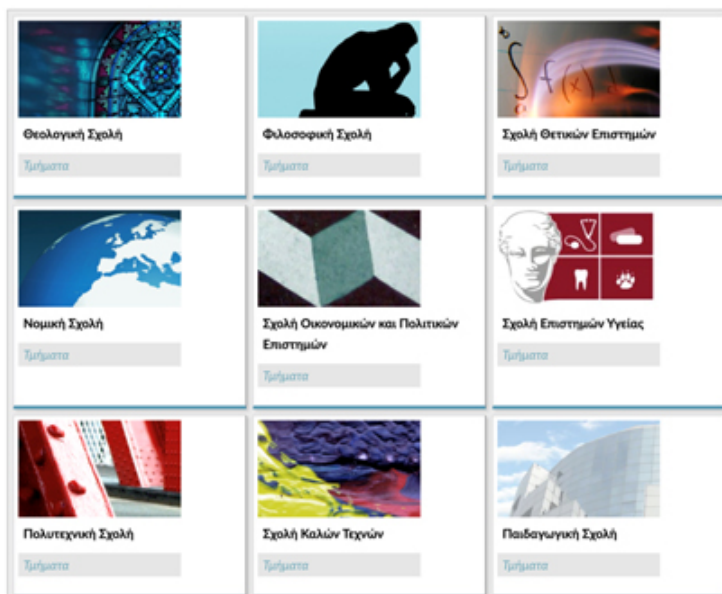 ∫ f(x)
Θεολογική Σχολή
Φιλοσοφική Σχολή
Σχολή Θετικών Επιστημών
Τμήματα
Τμήματα
Τμήματα
Νομική Σχολή
Σχολή Οικονομικών και Πολιτικών
Επιστημών
Σχολή Επιστημών Υγείας
Τμήματα
Τμήματα
Τμήματα
Πολυτεχνική Σχολή
Σχολή Καλών Τεχνών
Παιδαγωγική Σχολή
Τμήματα
Τμήματα
Τμήματα